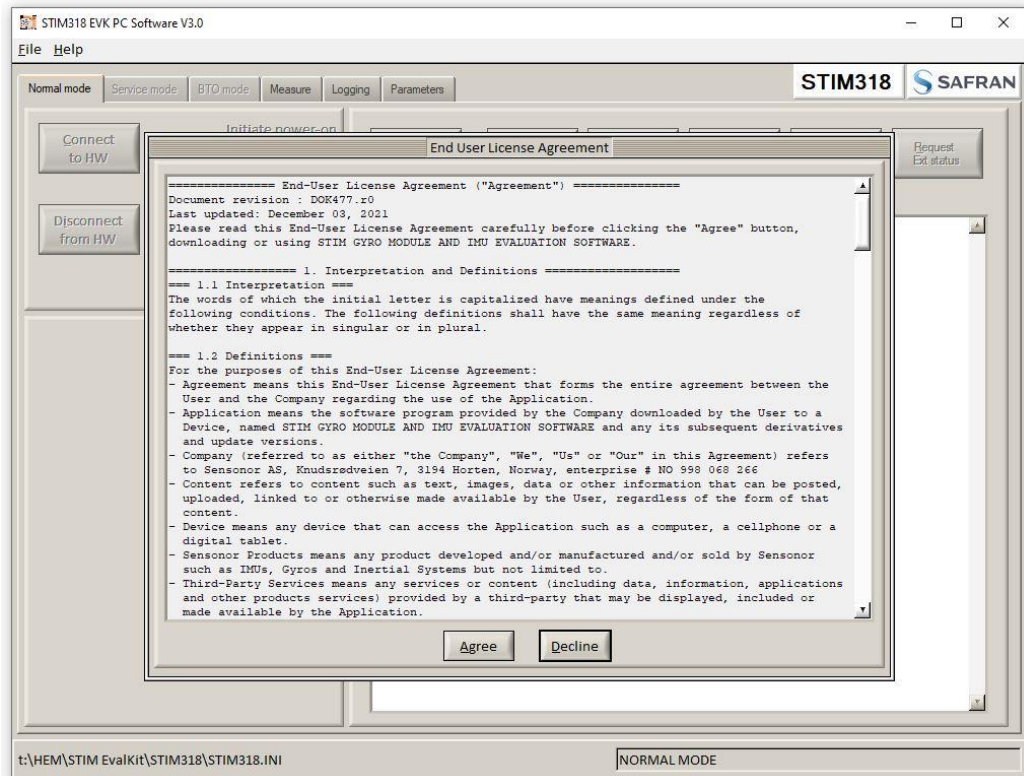 STIM318 EVK PC Software V3.0
File Help
Normal mode Service mode BTO mode Measure Logging Parameters
STIM318 SAFRAN
Connect
to HW
Initiate power-on
Request
Ext status
Disconnect
from HW
End User License Agreement
=============== End-User License Agreement ("Agreement") ===============
Document revision : DOK477.r0
Last updated: December 03, 2021
Please read this End-User License Agreement carefully before clicking the "Agree" button,
downloading or using STIM GYRO MODULE AND IMU EVALUATION SOFTWARE.
================== 1. Interpretation and Definitions ===================
=== 1.1 Interpretation ===
The words of which the initial letter is capitalized have meanings defined under the
following conditions. The following definitions shall have the same meaning regardless of
whether they appear in singular or in plural.
=== 1.2 Definitions ===
For the purposes of this End-User License Agreement:
- Agreement means this End-User License Agreement that forms the entire agreement between the
User and the Company regarding the use of the Application.
- Application means the software program provided by the Company downloaded by the User to a
Device, named STIM GYRO MODULE AND IMU EVALUATION SOFTWARE and any its subsequent derivatives
and update versions.
- Company (referred to as either "the Company", "We", "Us" or "Our" in this Agreement) refers
to Sensonor AS, Knudsrødveien 7, 3194 Horten, Norway, enterprise # NO 998 068 266
- Content refers to content such as text, images, data or other information that can be posted,
uploaded, linked to or otherwise made available by the User, regardless of the form of that
content.
- Device means any device that can access the Application such as a computer, a cellphone or a
digital tablet.
- Sensonor Products means any product developed and/or manufactured and/or sold by Sensonor
such as IMUs, Gyros and Inertial Systems but not limited to.
- Third-Party Services means any services or content (including data, information, applications
and other products services) provided by a third-party that may be displayed, included or
made available by the Application.
Agree Decline
t:\HEM\STIM EvalKit\STIM318\STIM318.INI NORMAL MODE